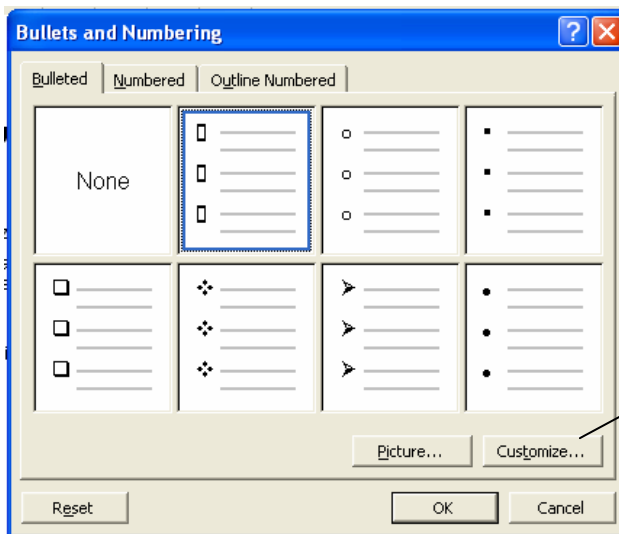 Bullets and Numbering
Bulleted Numbered Outline Numbered
None
Picture... Customize...
Reset OK Cancel